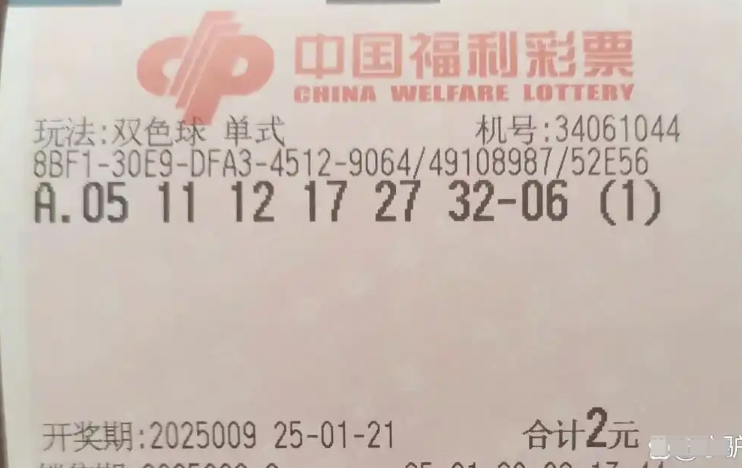 中国福利彩票
CHINA WELFARE LOTTERY
玩法:双色球 单式 机号:34061044
8BF1-30E9-DFA3-4512-9064/49108987/52E56
A.05 11 12 17 27 32-06 (1)
开奖期:2025009 25-01-21 合计2元